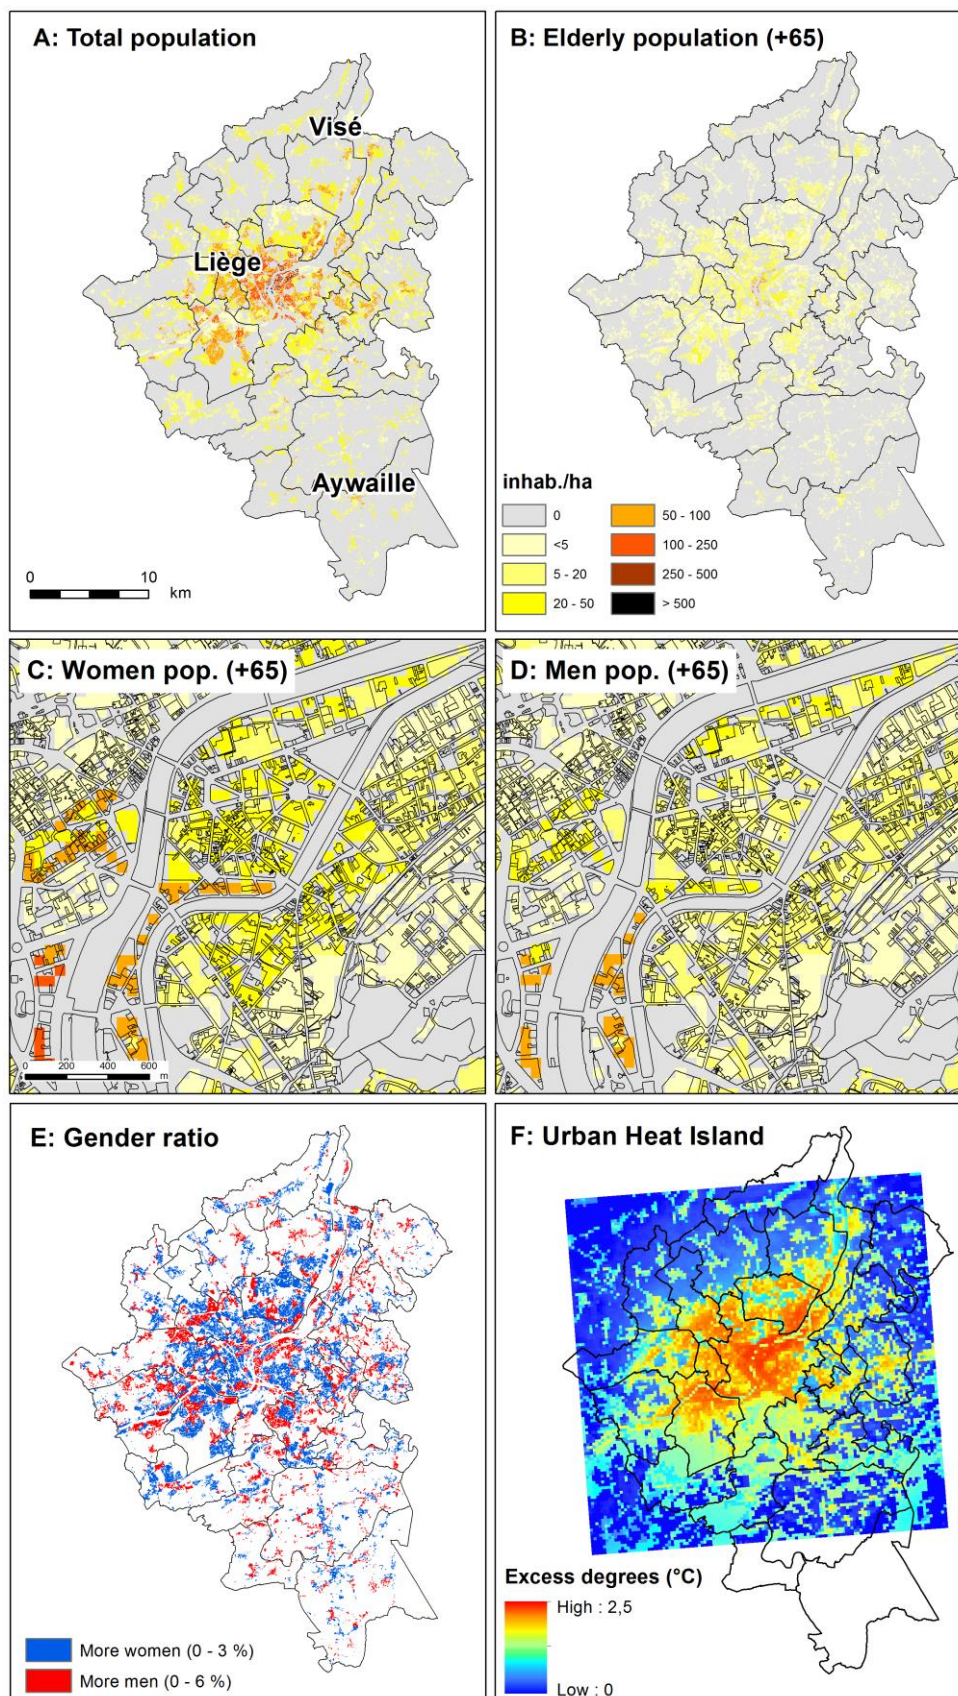 A: Total population
Visé
Liège
Aywaille
0 10
km
B: Elderly population (+65)
inhab./ha
0
<5
5 - 20
20 - 50
50 - 100
100 - 250
250 - 500
> 500
C: Women pop. (+65)
0 200 400 600
m
D: Men pop. (+65)
E: Gender ratio
More women (0 - 3 %)
More men (0 - 6 %)
F: Urban Heat Island
Excess degrees (°C)
High : 2,5
Low : 0